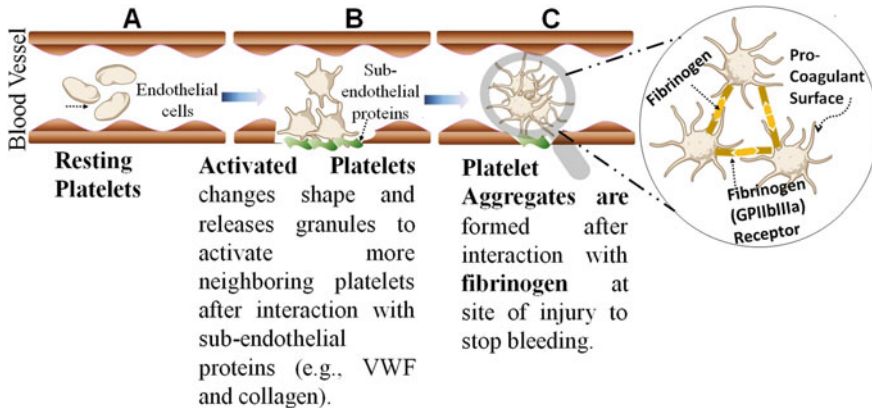 A
B
C
Blood Vessel
Endothelial
cells
Sub-
endothelial
proteins
Fibrinogen
Pro-
Coagulant
Surface
Fibrinogen
(GPIIbIIIa)
Receptor
Resting
Platelets
Activated Platelets
changes shape and
releases granules to
activate more
neighboring platelets
after interaction with
sub-endothelial
proteins (e.g., VWF
and collagen).
Platelet
Aggregates are
formed after
interaction with
fibrinogen at
site of injury to
stop bleeding.